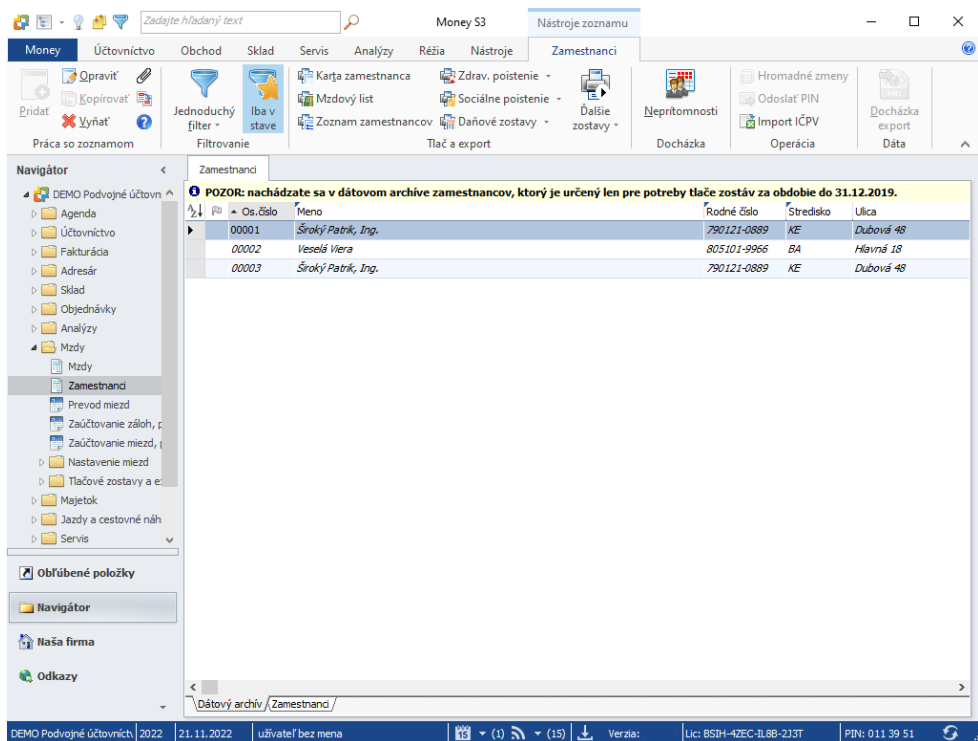 Zadajte hľadaný text
Money S3
Nástroje zoznamu
Money
Účtovníctvo
Obchod
Sklad
Servis
Analýzy
Réžia
Nástroje
Zamestnanci
Pridať
Opraviť
Kopírovať
Vyňať
Práca so zoznamom
Jednoduchý filter
Iba v stave
Filtrovanie
Karta zamestnanca
Mzdový list
Zoznam zamestnancov
Zdrav. poistenie
Sociálne poistenie
Daňové zostavy
Ďalšie zostavy
Tlač a export
Neprítomnosti
Dochádzka
Hromadné zmeny
Odoslať PIN
Import IČPV
Operácia
XML
Dochádzka export
Dáta
Navigátor
DEMO Podvojné účtovn
Agenda
Účtovníctvo
Fakturácia
Adresár
Sklad
Objednávky
Analýzy
Mzdy
Mzdy
Zamestnanci
Prevod miezd
Zaúčtovanie záloh, p
Zaúčtovanie miezd, p
Nastavenie miezd
Tlačové zostavy a e
Majetok
Jazdy a cestovné náh
Servis
Obľúbené položky
Navigátor
Naša firma
Odkazy
Zamestnanci
POZOR: nachádzate sa v dátovom archíve zamestnancov, ktorý je určený len pre potreby tlače zostáv za obdobie do 31.12.2019.
Os.číslo Meno Rodné číslo Stredisko Ulica
00001 Široký Patrik, Ing. 790121-0889 KE Dubová 48
00002 Veselá Viera 805101-9966 BA Hlavná 18
00003 Široký Patrik, Ing. 790121-0889 KE Dubová 48
Dátový archív Zamestnanci
DEMO Podvojné účtovníctv 2022 21.11.2022 užívateľ bez mena 15 (1) (15) Verzia: Lic: BSIH-4ZEC-IL8B-2J3T PIN: 011 39 51